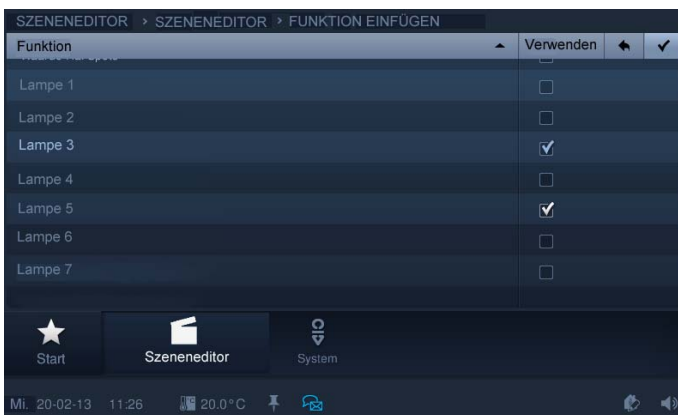 SZENENEDITOR > SZENENEDITOR > FUNKTION EINFÜGEN
Funktion Verwenden
Lampe 1
Lampe 2
Lampe 3
Lampe 4
Lampe 5
Lampe 6
Lampe 7
Start Szeneneditor System
Mi. 20-02-13 11:26 20.0°C